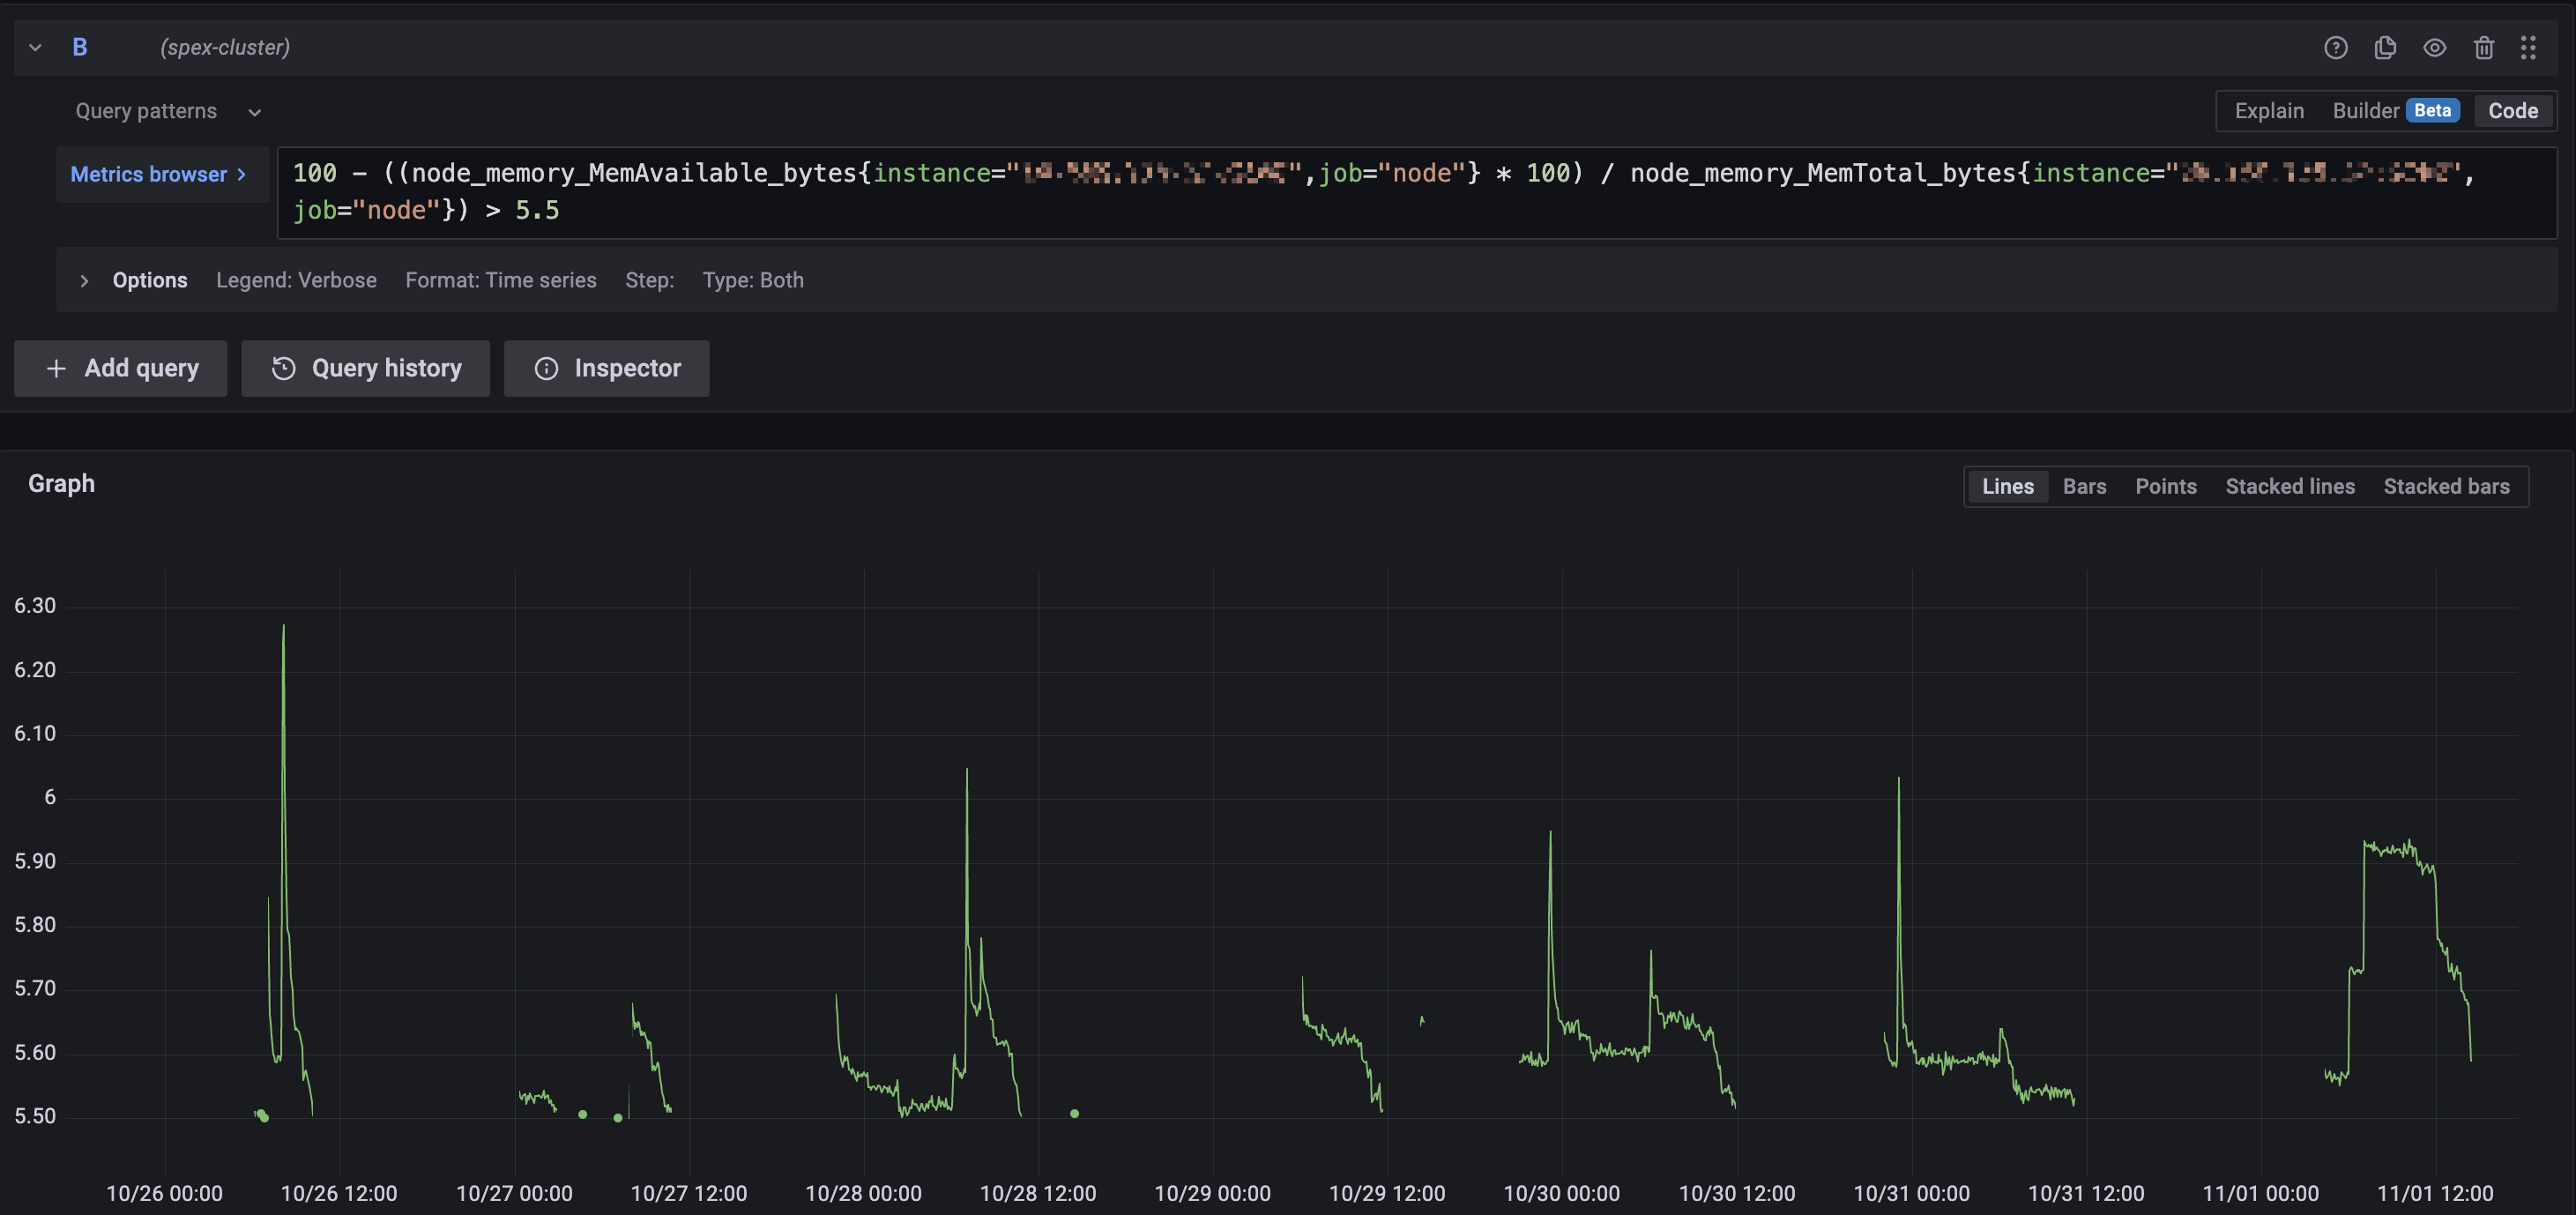 B (spex-cluster)
Query patterns
Explain Builder Beta Code
Metrics browser >
100 − ((node_memory_MemAvailable_bytes{instance="",job="node"} * 100) / node_memory_MemTotal_bytes{instance="",
job="node"}) > 5.5
Options Legend: Verbose Format: Time series Step: Type: Both
+ Add query Query history Inspector
Graph
Lines Bars Points Stacked lines Stacked bars
6.30
6.20
6.10
6
5.90
5.80
5.70
5.60
5.50
10/26 00:00 10/26 12:00 10/27 00:00 10/27 12:00 10/28 00:00 10/28 12:00 10/29 00:00 10/29 12:00 10/30 00:00 10/30 12:00 10/31 00:00 10/31 12:00 11/01 00:00 11/01 12:00